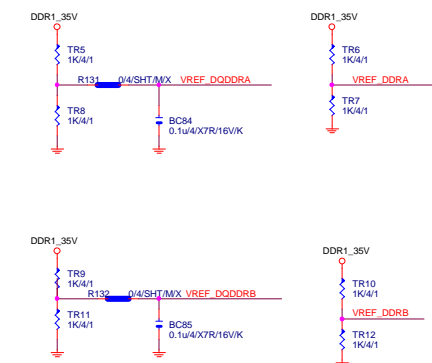 DDR1_35V
TR5
1K/4/1
R131 0/4/SHT/M/X VREF_DQDDRA
TR8
1K/4/1
BC84
0.1u/4/X7R/16V/K
DDR1_35V
TR6
1K/4/1
VREF_DDRA
TR7
1K/4/1
DDR1_35V
TR9
1K/4/1
R132 0/4/SHT/M/X VREF_DQDDRB
TR11
1K/4/1
BC85
0.1u/4/X7R/16V/K
DDR1_35V
TR10
1K/4/1
VREF_DDRB
TR12
1K/4/1